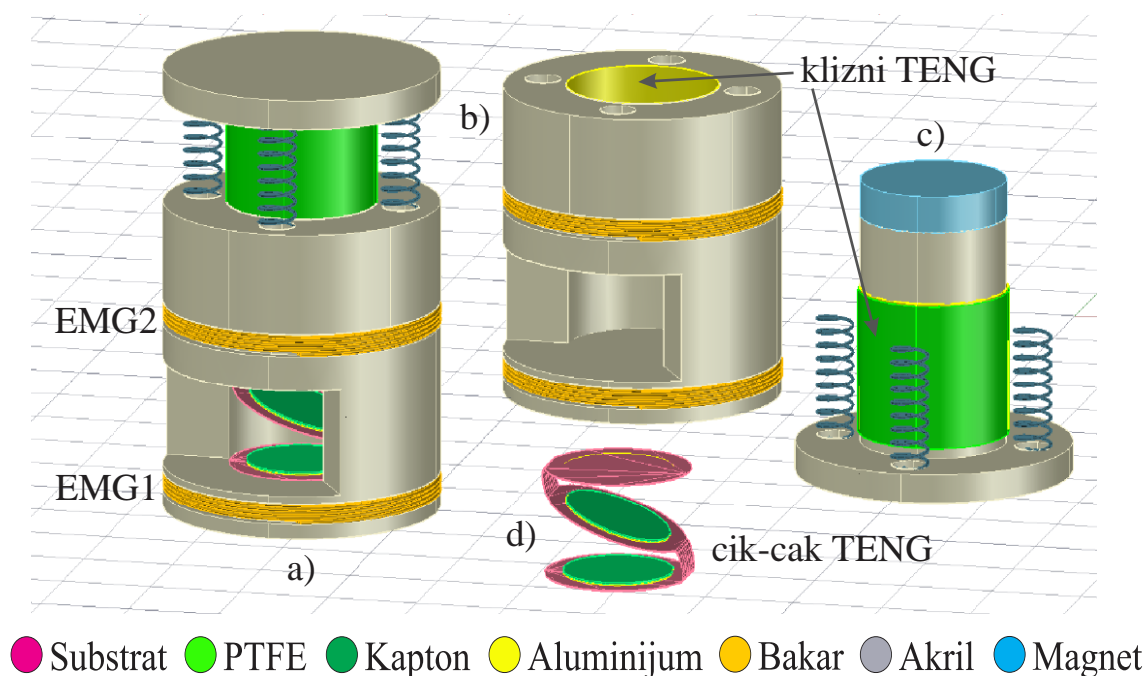 klizni TENG
b)
c)
EMG2
EMG1
d)
cik-cak TENG
a)
Substrat PTFE Kapton Aluminijum Bakar Akril Magnet